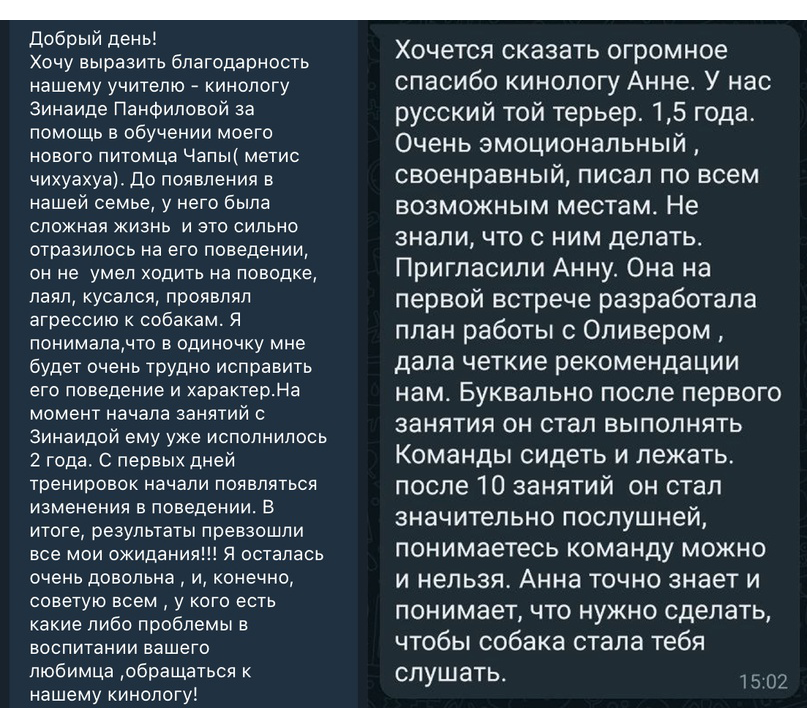 Добрый день!
Хочу выразить благодарность
нашему учителю - кинологу
Зинаиде Панфиловой за
помощь в обучении моего
нового питомца Чапы( метис
чихуахуа). До появления в
нашей семье, у него была
сложная жизнь  и это сильно
отразилось на его поведении,
он не  умел ходить на поводке,
лаял, кусался, проявлял
агрессию к собакам. Я
понимала,что в одиночку мне
будет очень трудно исправить
его поведение и характер.На
момент начала занятий с
Зинаидой ему уже исполнилось
2 года. С первых дней
тренировок начали появляться
изменения в поведении. В
итоге, результаты превзошли
все мои ожидания!!! Я осталась
очень довольна , и, конечно,
советую всем , у кого есть
какие либо проблемы в
воспитании вашего
любимца ,обращаться к
нашему кинологу!
Хочется сказать огромное
спасибо кинологу Анне. У нас
русский той терьер. 1,5 года.
Очень эмоциональный ,
своенравный, писал по всем
возможным местам. Не
знали, что с ним делать.
Пригласили Анну. Она на
первой встрече разработала
план работы с Оливером ,
дала четкие рекомендации
нам. Буквально после первого
занятия он стал выполнять
Команды сидеть и лежать.
после 10 занятий  он стал
значительно послушней,
понимаетесь команду можно
и нельзя. Анна точно знает и
понимает, что нужно сделать,
чтобы собака стала тебя
слушать.
15:02